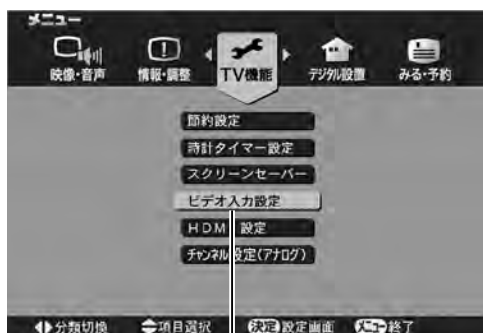 メニュー
映像・音声 情報・調整 TV機能 デジタル設置 みる・予約
節約設定
時計タイマー設定
スクリーンセーバー
ビデオ入力設定
HDMI 設定
チャンネル設定(アナログ)
分類切換 項目選択 決定 設定画面 メニュー 終了